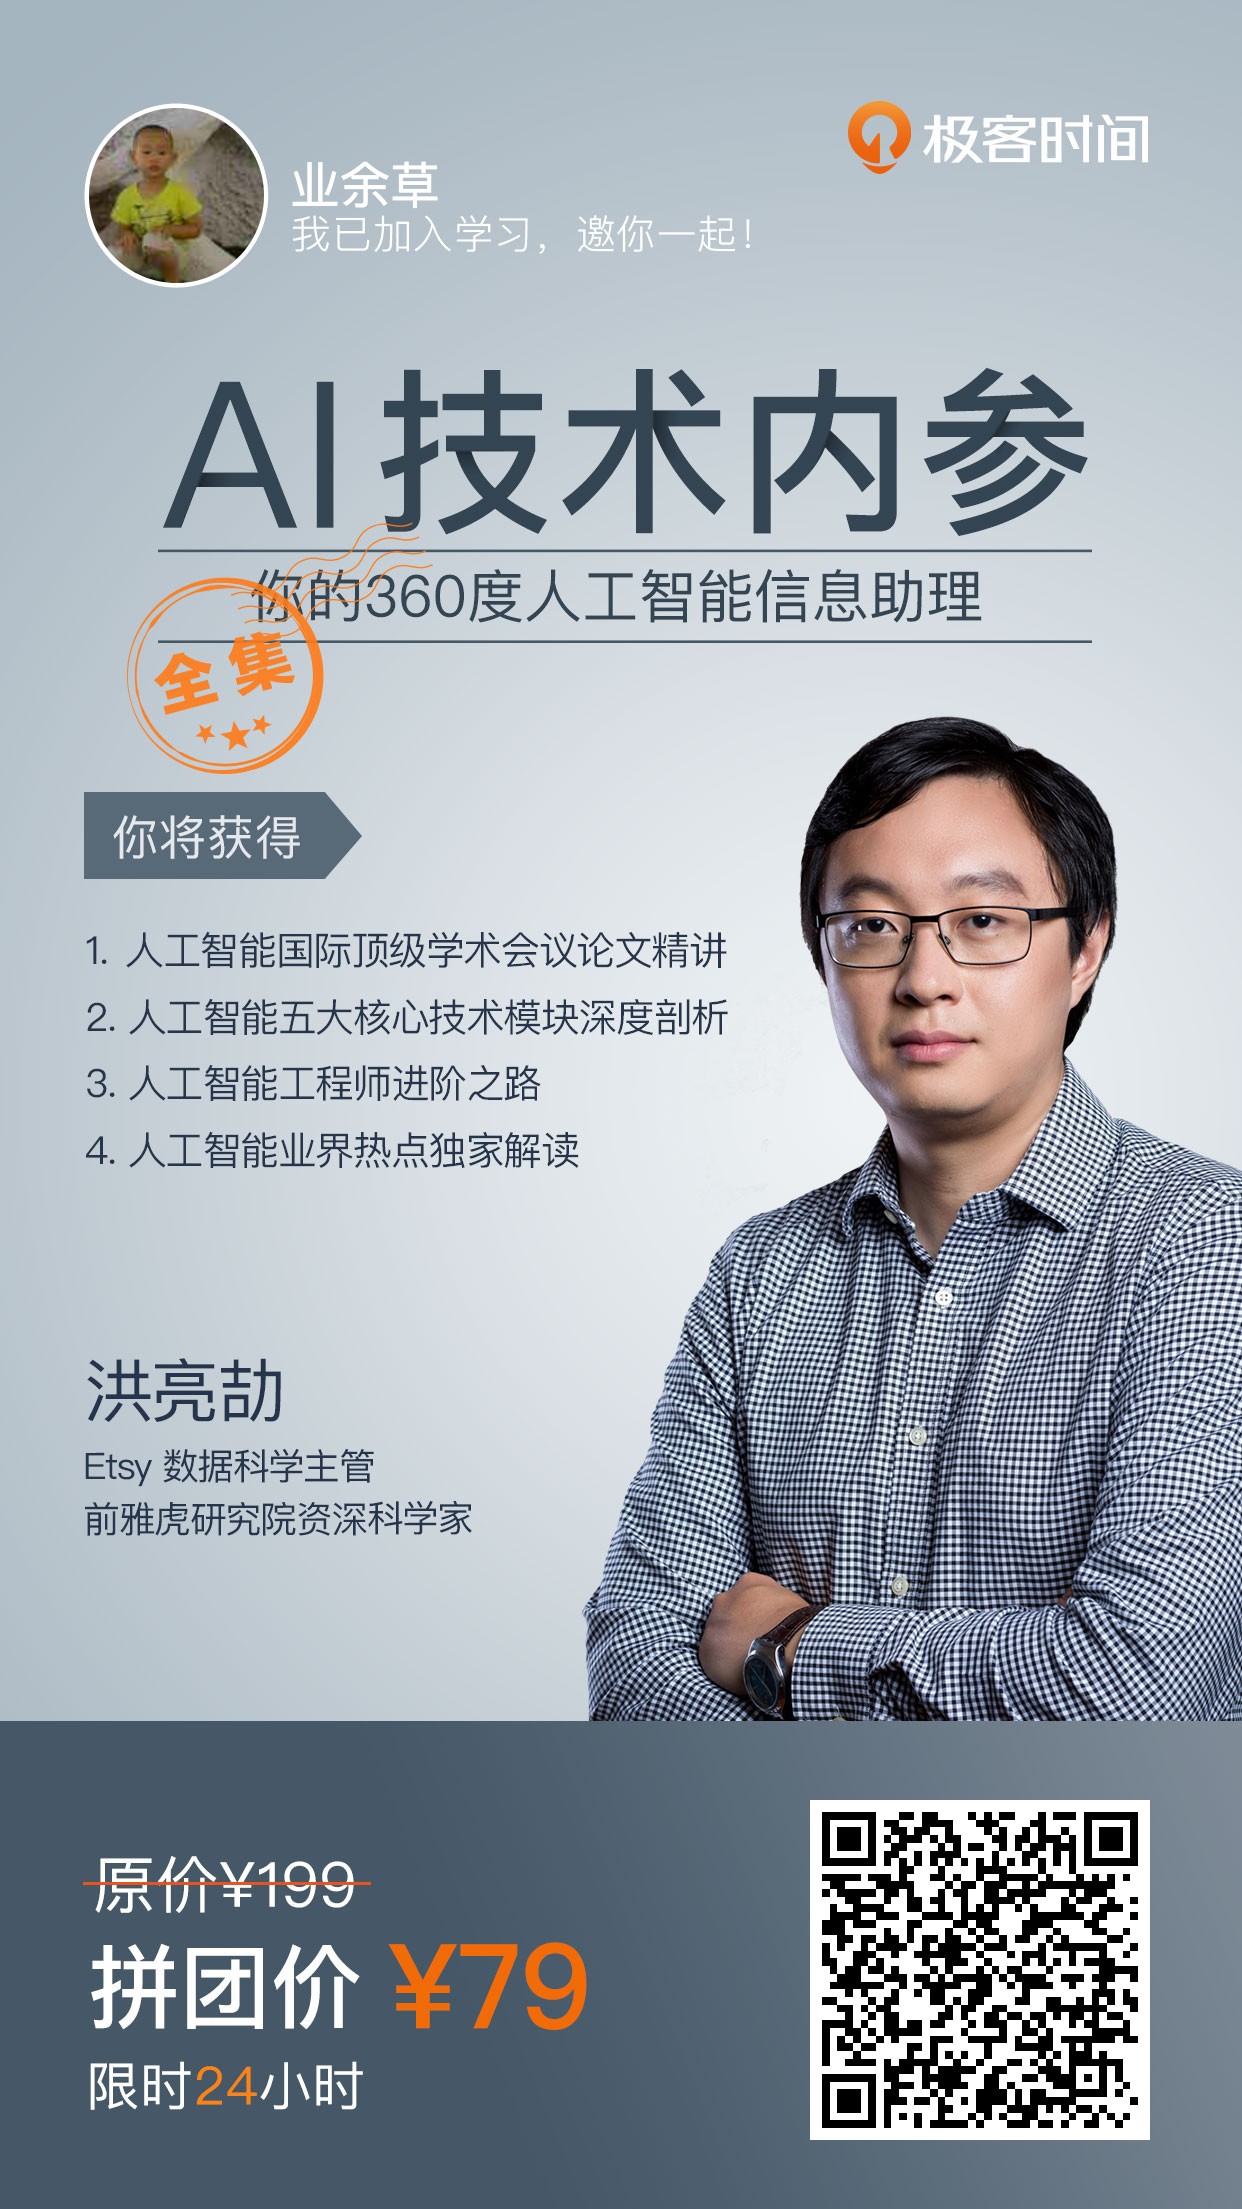 极客时间
业余草
我已加入学习，邀你一起！
AI技术内参
你的360度人工智能信息助理
全集
你将获得
1. 人工智能国际顶级学术会议论文精讲
2. 人工智能五大核心技术模块深度剖析
3. 人工智能工程师进阶之路
4. 人工智能业界热点独家解读
洪亮劼
Etsy 数据科学主管
前雅虎研究院资深科学家
原价¥199
拼团价 ¥79
限时24小时